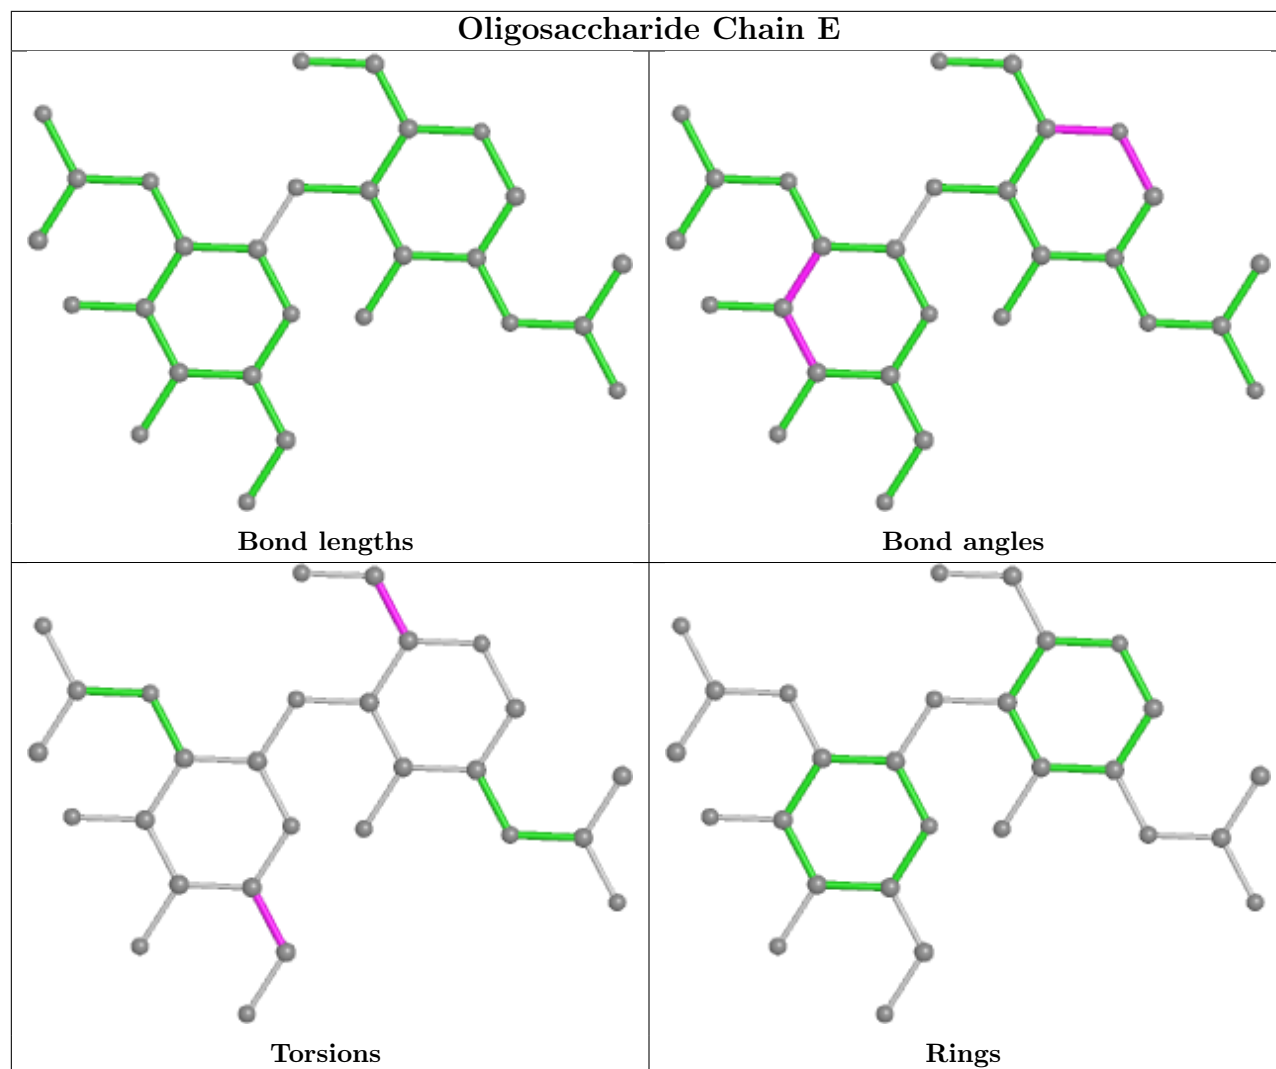 Oligosaccharide Chain E
Bond lengths
Bond angles
Torsions
Rings